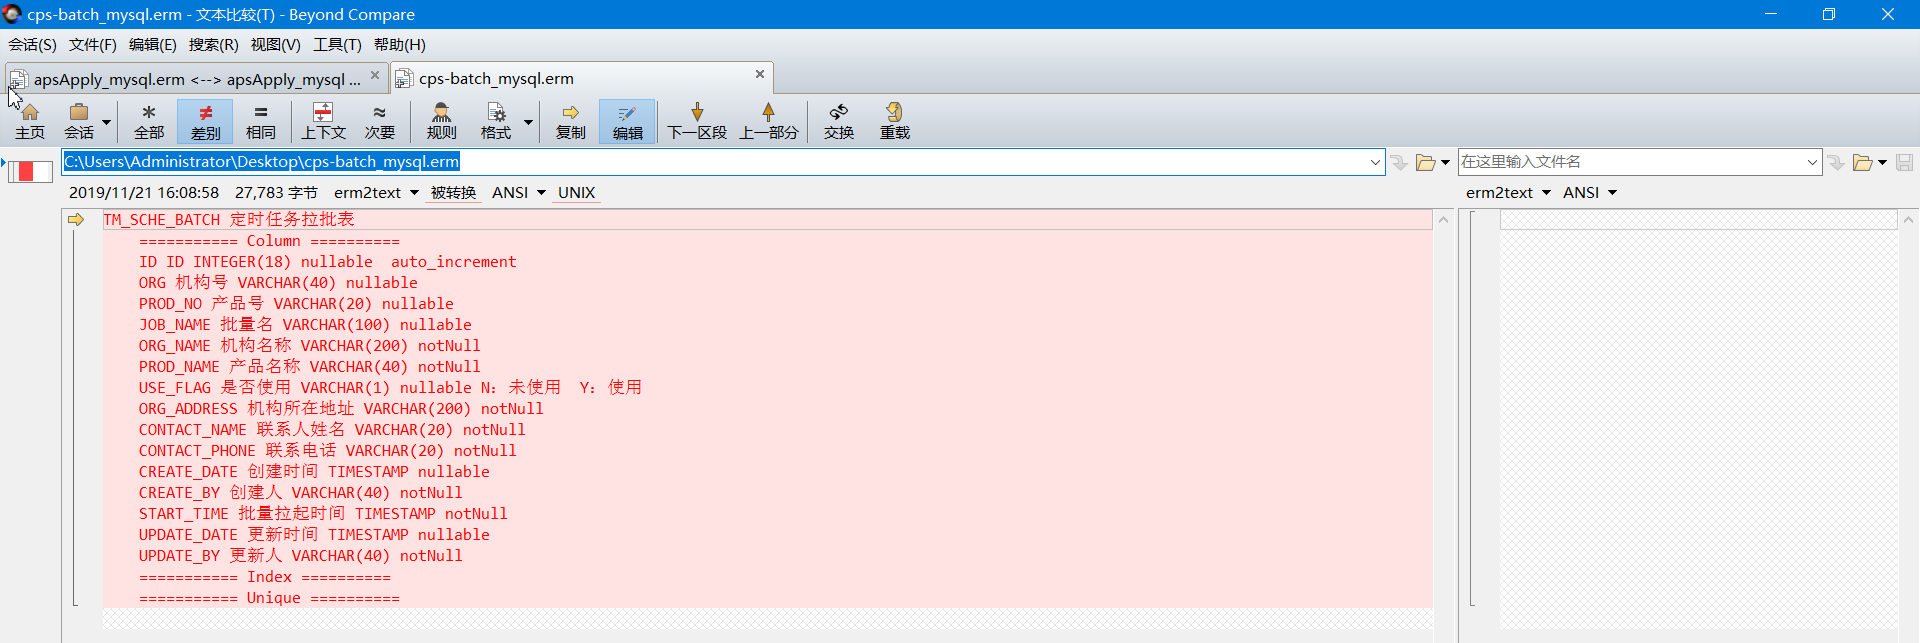 cps-batch_mysql.erm - 文本比较(T) - Beyond Compare
会话(S) 文件(F) 编辑(E) 搜索(R) 视图(V) 工具(T) 帮助(H)
apsApply_mysql.erm <--> apsApply_mysql ... cps-batch_mysql.erm
主页 会话 全部 差别 相同 上下文 次要 规则 格式 复制 编辑 下一区段 上一部分 交换 重载
C:\Users\Administrator\Desktop\cps-batch_mysql.erm 在这里输入文件名
2019/11/21 16:08:58 27,783 字节 erm2text 被转换 ANSI UNIX erm2text ANSI
TM_SCHE_BATCH 定时任务拉批表
=========== Column ==========
ID ID INTEGER(18) nullable  auto_increment
ORG 机构号 VARCHAR(40) nullable
PROD_NO 产品号 VARCHAR(20) nullable
JOB_NAME 批量名 VARCHAR(100) nullable
ORG_NAME 机构名称 VARCHAR(200) notNull
PROD_NAME 产品名称 VARCHAR(40) notNull
USE_FLAG 是否使用 VARCHAR(1) nullable N：未使用  Y：使用
ORG_ADDRESS 机构所在地址 VARCHAR(200) notNull
CONTACT_NAME 联系人姓名 VARCHAR(20) notNull
CONTACT_PHONE 联系电话 VARCHAR(20) notNull
CREATE_DATE 创建时间 TIMESTAMP nullable
CREATE_BY 创建人 VARCHAR(40) notNull
START_TIME 批量拉起时间 TIMESTAMP notNull
UPDATE_DATE 更新时间 TIMESTAMP nullable
UPDATE_BY 更新人 VARCHAR(40) notNull
=========== Index ==========
=========== Unique ==========